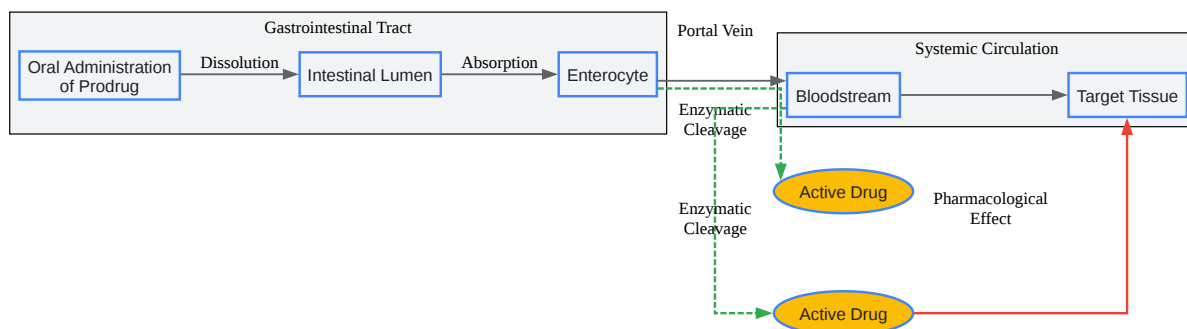 Gastrointestinal Tract
Portal Vein
Systemic Circulation
Oral Administration
of Prodrug
Dissolution
Intestinal Lumen
Absorption
Enterocyte
Bloodstream
Target Tissue
Enzymatic
Cleavage
Active Drug
Enzymatic
Cleavage
Pharmacological
Effect
Active Drug